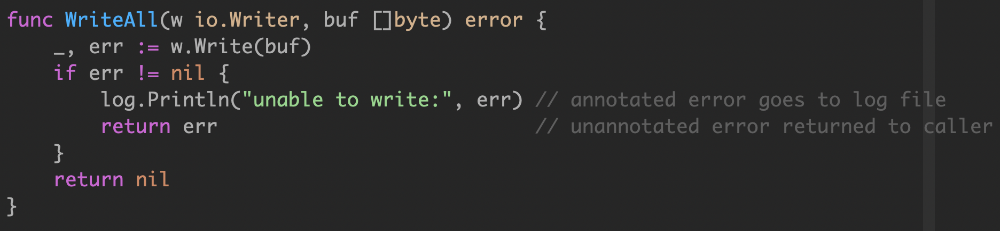 func WriteAll(w io.Writer, buf []byte) error {
    _, err := w.Write(buf)
    if err != nil {
        log.Println("unable to write:", err) // annotated error goes to log file
        return err                           // unannotated error returned to caller
    }
    return nil
}